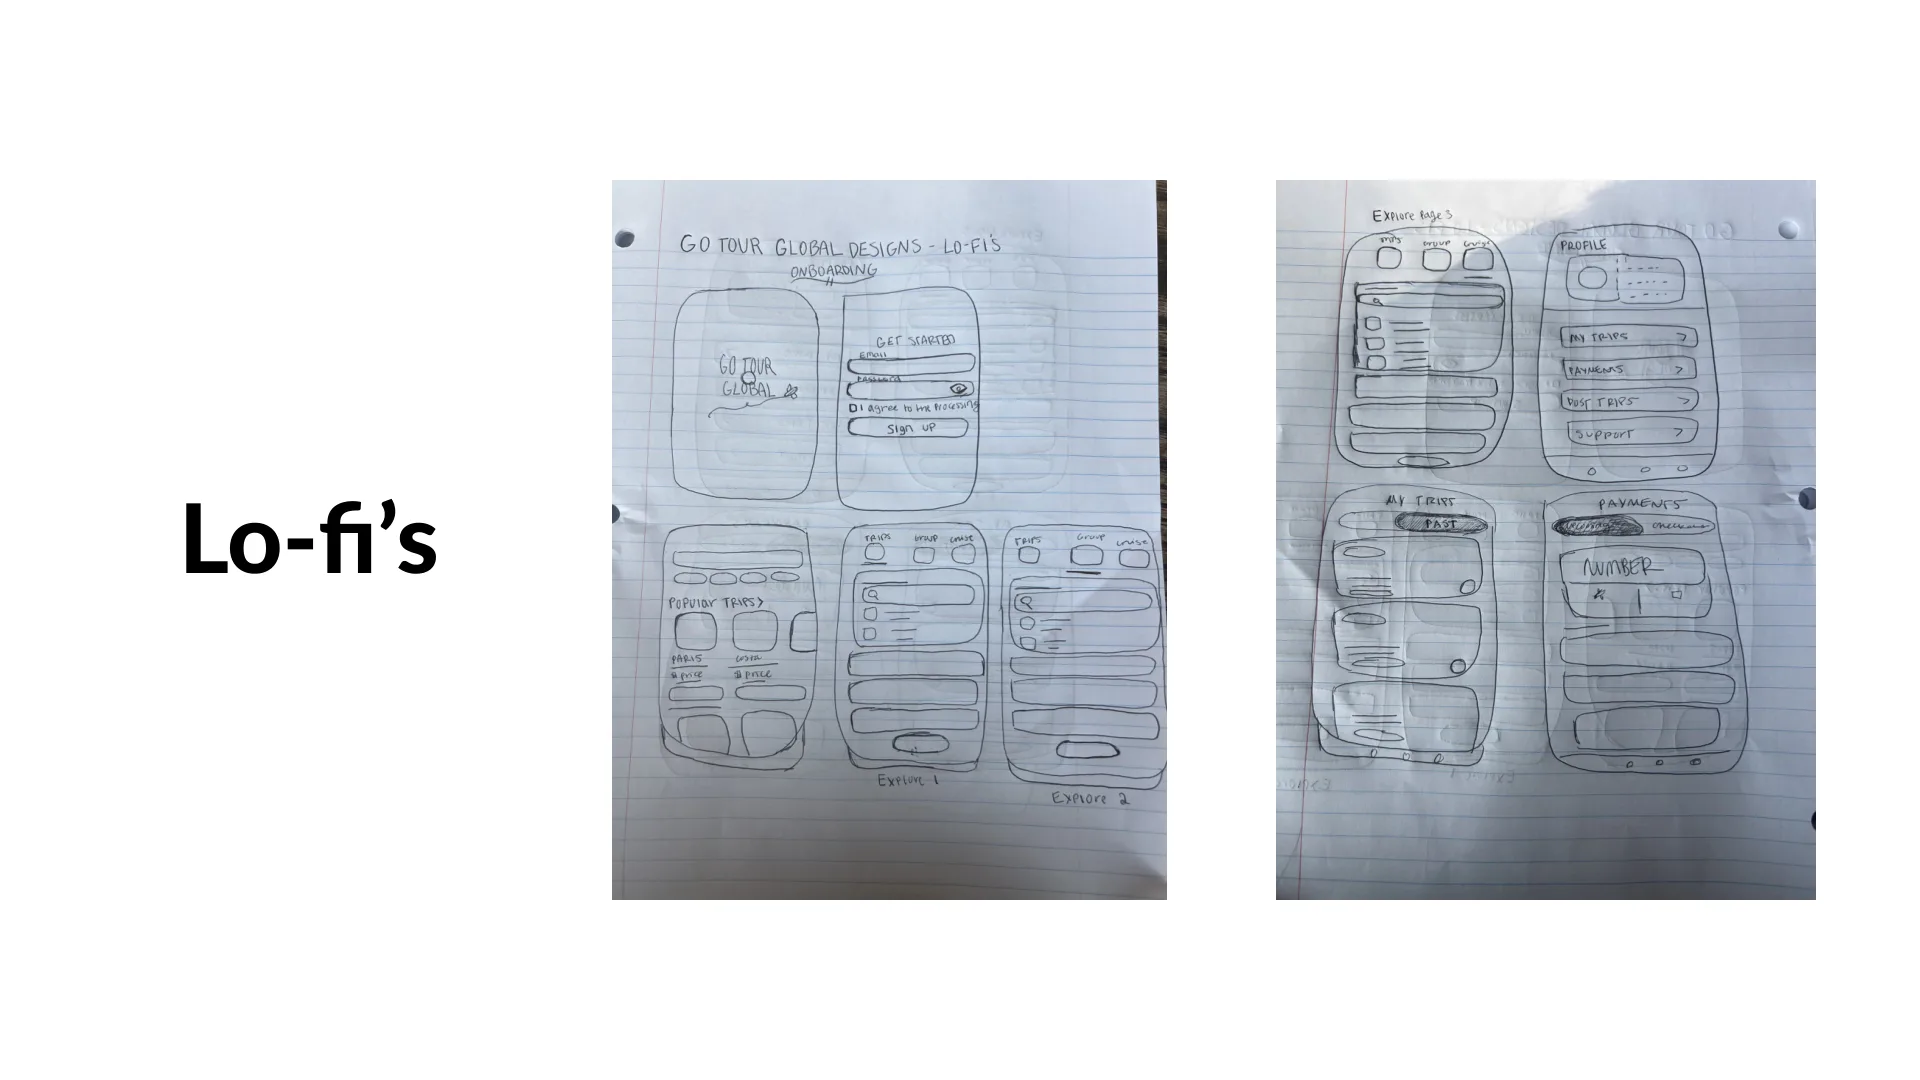 Lo-fi’s
GO TOUR GLOBAL DESIGNS - LO-FI's
ONBOARDING
GO TOUR
GLOBAL
GET STARTED
Email
Password
I agree to the processing
Sign UP
POPUlar TRIPS >
PARIS
$ price
costa
$ price
TRIPS
Group
cruise
Explore 1
TRIPS
Group
cruise
Explore 2
Explore Page 3
Trips
Group
Cruise
PROFILE
MY TRIPS >
PAYMENTS >
POST TRIPS >
Support >
MY TRIPS
PAST
PAYMENTS
NUMBER